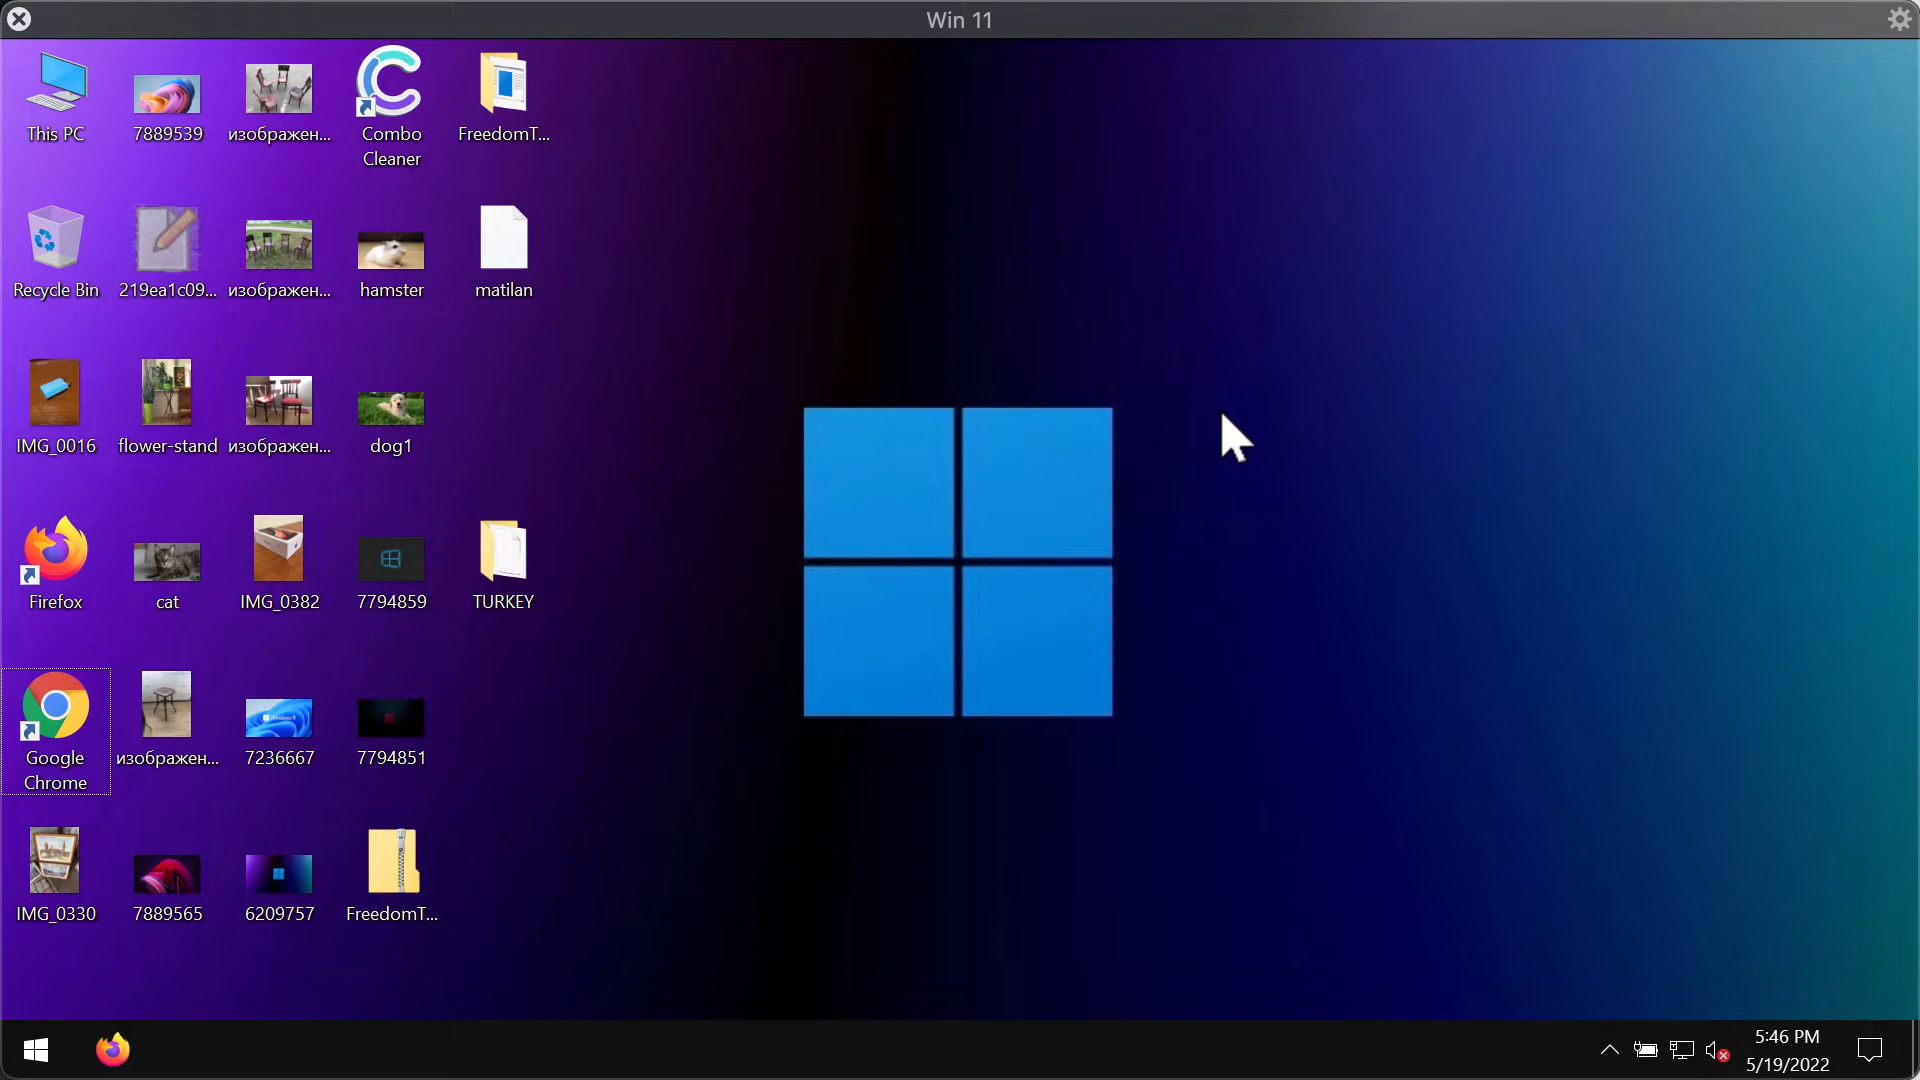 Win 11
This PC
7889539
изображен...
Combo
Cleaner
FreedomT...
Recycle Bin
219ea1c09...
изображен...
hamster
matilan
IMG_0016
flower-stand
изображен...
dog1
Firefox
cat
IMG_0382
7794859
TURKEY
Google
Chrome
изображен...
7236667
7794851
IMG_0330
7889565
6209757
FreedomT...
5:46 PM
5/19/2022